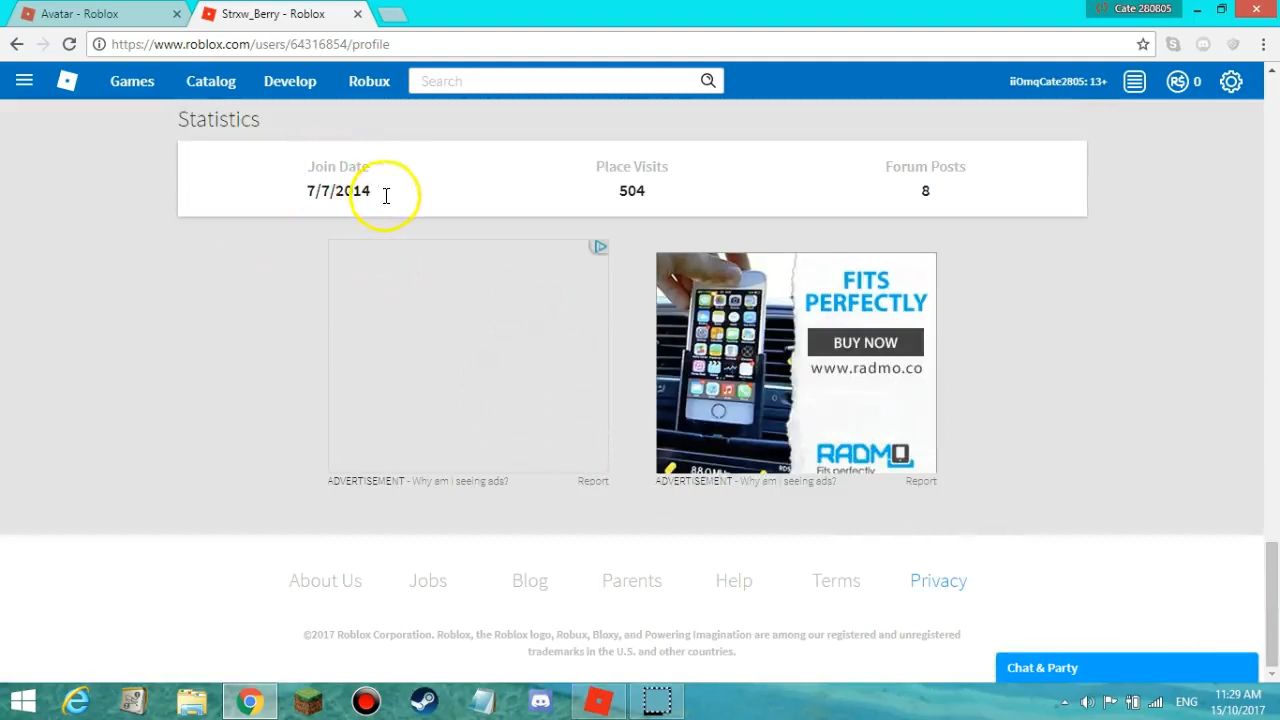 Avatar - Roblox
Strxw_Berry - Roblox
Cate 280805
https://www.roblox.com/users/64316854/profile
Games
Catalog
Develop
Robux
Search
iiOmqCate2805: 13+
R$ 0
Statistics
Join Date
Place Visits
Forum Posts
7/7/2014
504
8
FITS
PERFECTLY
BUY NOW
www.radmo.co
RADMO
Fits perfectly
ADVERTISEMENT - Why am i seeing ads?
Report
ADVERTISEMENT - Why am i seeing ads?
Report
About Us
Jobs
Blog
Parents
Help
Terms
Privacy
©2017 Roblox Corporation. Roblox, the Roblox logo, Robux, Bloxy, and Powering Imagination are among our registered and unregistered
trademarks in the U.S. and other countries.
Chat & Party
ENG
11:29 AM
15/10/2017